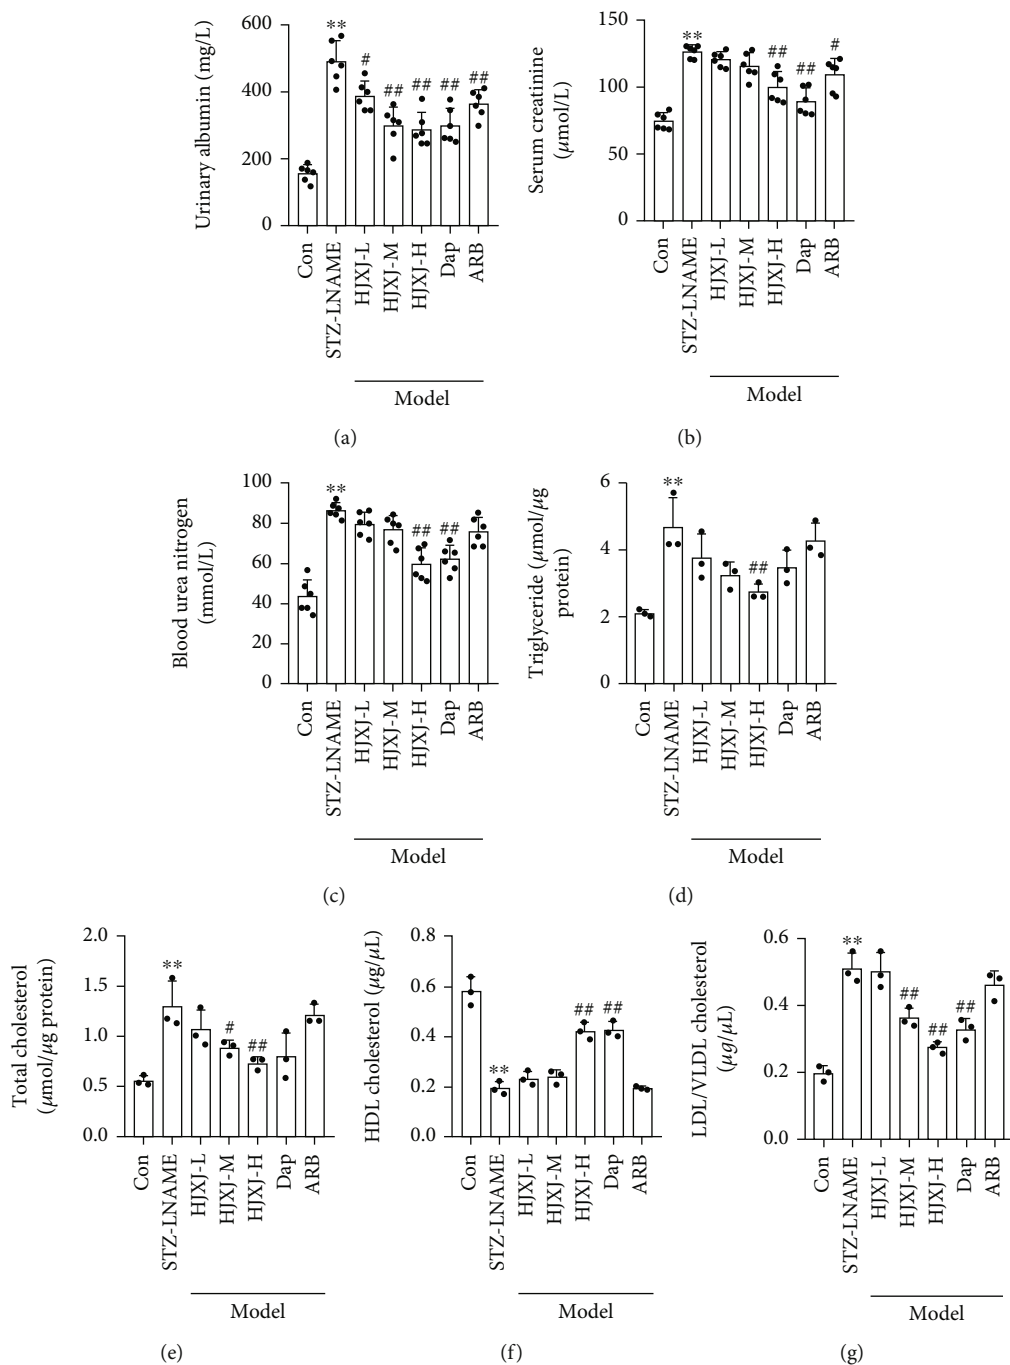 Urinary albumin (mg/L)
600
400
200
0
**
#
##
##
##
##
Con
STZ-LNAME
HJXJ-L
HJXJ-M
HJXJ-H
Dap
ARB
Model
(a)
Serum creatinine
(μmol/L)
150
100
50
0
**
##
##
#
Con
STZ-LNAME
HJXJ-L
HJXJ-M
HJXJ-H
Dap
ARB
Model
(b)
Blood urea nitrogen
(mmol/L)
100
80
60
40
20
0
**
##
##
Con
STZ-LNAME
HJXJ-L
HJXJ-M
HJXJ-H
Dap
ARB
Model
(c)
Triglyceride (μmol/μg
protein)
6
4
2
0
**
##
Con
STZ-LNAME
HJXJ-L
HJXJ-M
HJXJ-H
Dap
ARB
Model
(d)
Total cholesterol
(μmol/μg protein)
2.0
1.5
1.0
0.5
0.0
**
#
##
Con
STZ-LNAME
HJXJ-L
HJXJ-M
HJXJ-H
Dap
ARB
Model
(e)
HDL cholesterol (μg/μL)
0.8
0.6
0.4
0.2
0.0
**
##
##
Con
STZ-LNAME
HJXJ-L
HJXJ-M
HJXJ-H
Dap
ARB
Model
(f)
LDL/VLDL cholesterol
(μg/μL)
0.6
0.4
0.2
0.0
**
##
##
##
Con
STZ-LNAME
HJXJ-L
HJXJ-M
HJXJ-H
Dap
ARB
Model
(g)